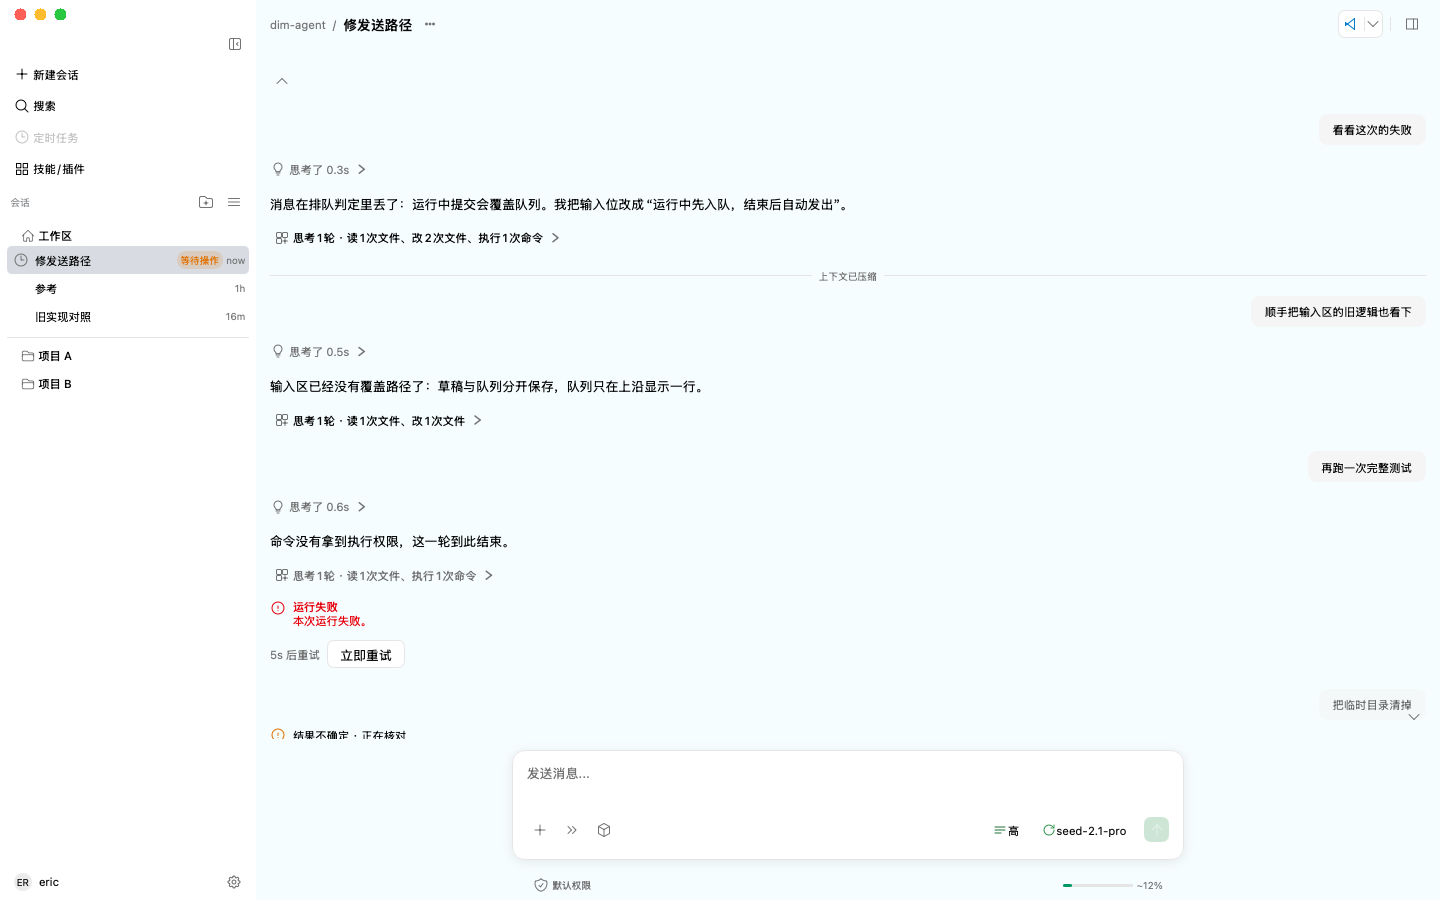 dim-agent / 修发送路径 ···
新建会话
搜索
定时任务
技能/插件
会话
工作区
修发送路径 等待操作 now
参考 1h
旧实现对照 16m
项目 A
项目 B
ER eric
看看这次的失败
思考了 0.3s
消息在排队判定里丢了：运行中提交会覆盖队列。我把输入位改成“运行中先入队，结束后自动发出”。
思考1轮 · 读1次文件、改2次文件、执行1次命令
上下文已压缩
顺手把输入区的旧逻辑也看下
思考了 0.5s
输入区已经没有覆盖路径了：草稿与队列分开保存，队列只在上沿显示一行。
思考1轮 · 读1次文件、改1次文件
再跑一次完整测试
思考了 0.6s
命令没有拿到执行权限，这一轮到此结束。
思考1轮 · 读1次文件、执行1次命令
运行失败
本次运行失败。
5s 后重试 立即重试
把临时目录清掉
结果不确定 · 正在核对
发送消息...
高 seed-2.1-pro
默认权限 ~12%